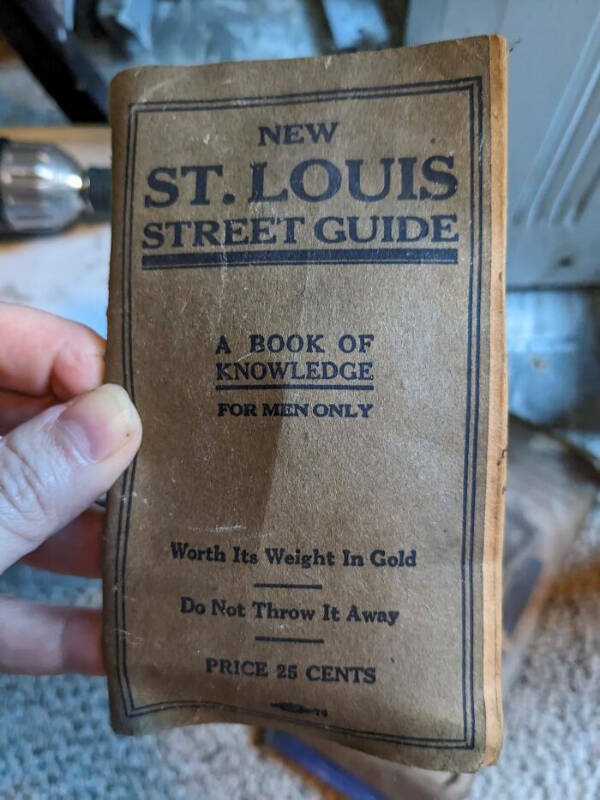 NEW
ST. LOUIS
STREET GUIDE
A BOOK OF
KNOWLEDGE
FOR MEN ONLY
Worth Its Weight In Gold
Do Not Throw It Away
PRICE 25 CENTS